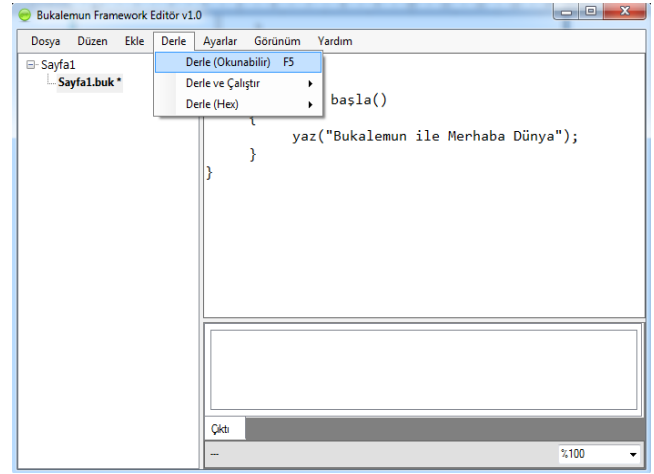 Bukalemun Framework Editör v1.0
Dosya Düzen Ekle Derle Ayarlar Görünüm Yardım
Sayfa1
Sayfa1.buk *
Derle (Okunabilir) F5
Derle ve Çalıştır
Derle (Hex)
başla()
{
yaz("Bukalemun ile Merhaba Dünya");
}
}
Çıktı
---
%100